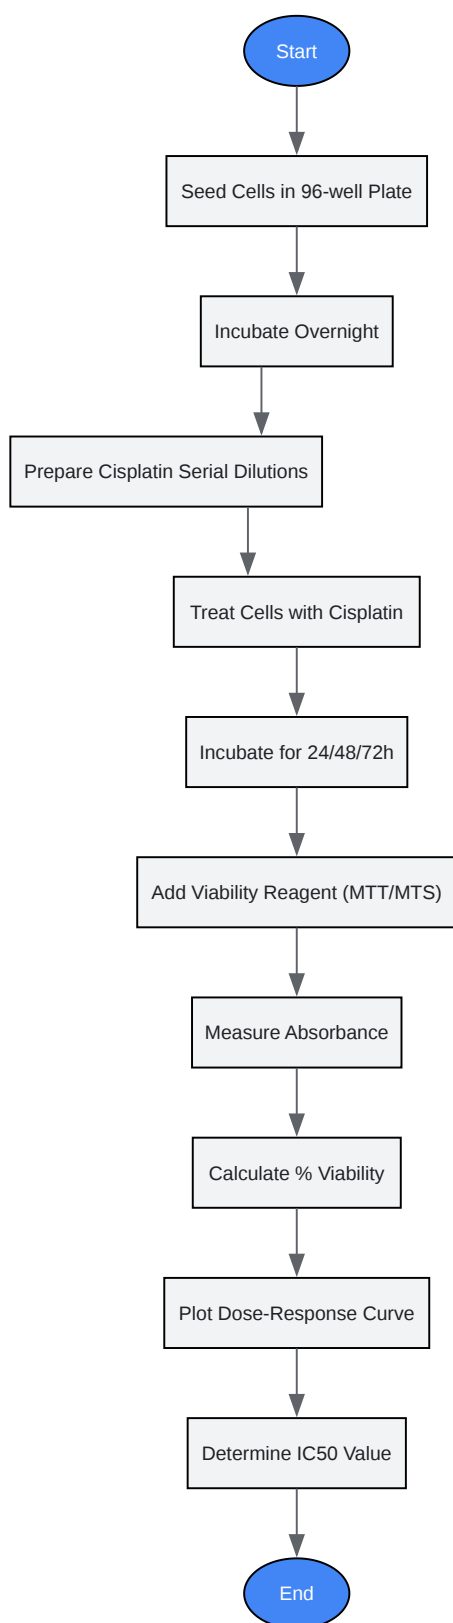 Start
Seed Cells in 96-well Plate
Incubate Overnight
Prepare Cisplatin Serial Dilutions
Treat Cells with Cisplatin
Incubate for 24/48/72h
Add Viability Reagent (MTT/MTS)
Measure Absorbance
Calculate % Viability
Plot Dose-Response Curve
Determine IC50 Value
End